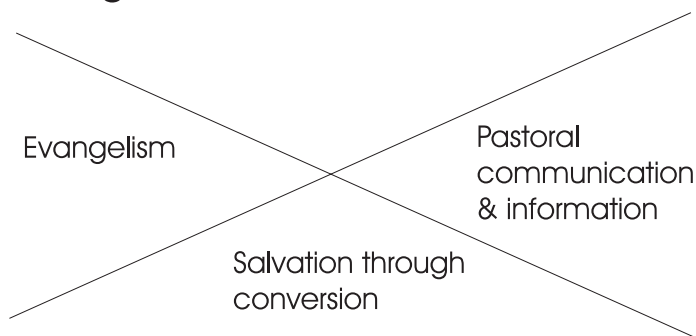 Evangelism
Pastoral
communication
& information
Salvation through
conversion